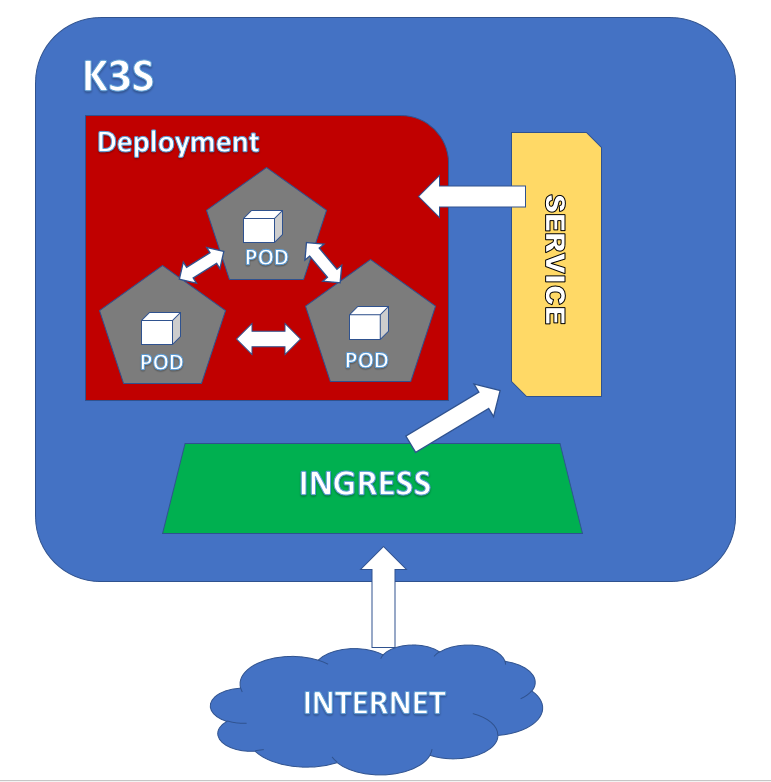 K3S
Deployment
POD
POD
POD
SERVICE
INGRESS
INTERNET